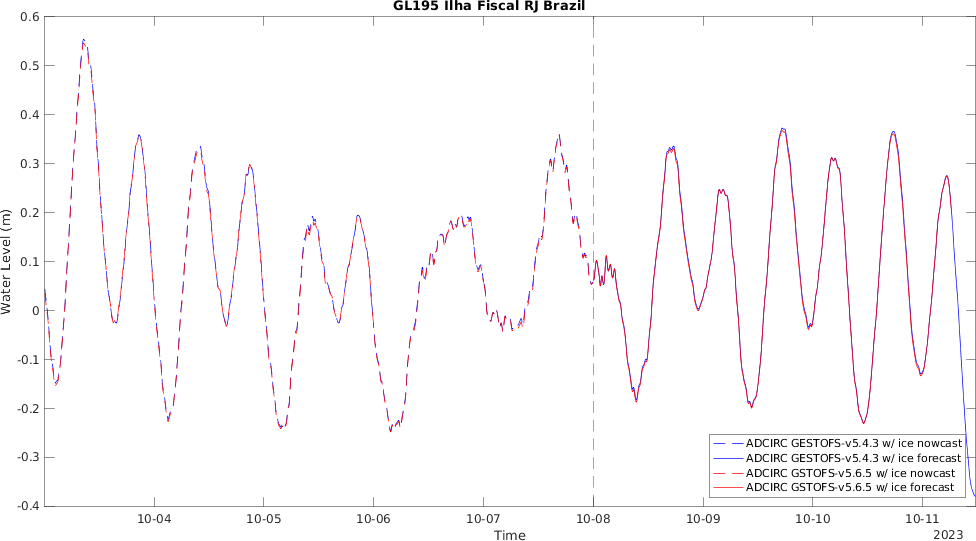 GL195 Ilha Fiscal RJ Brazil
0.6
0.5
0.4
0.3
0.2
0.1
0
-0.1
-0.2
-0.3
-0.4
Water Level (m)
ADCIRC GESTOFS-v5.4.3 w/ ice nowcast
ADCIRC GESTOFS-v5.4.3 w/ ice forecast
ADCIRC GSTOFS-v5.6.5 w/ ice nowcast
ADCIRC GSTOFS-v5.6.5 w/ ice forecast
10-04 10-05 10-06 10-07 10-08 10-09 10-10 10-11
Time
2023